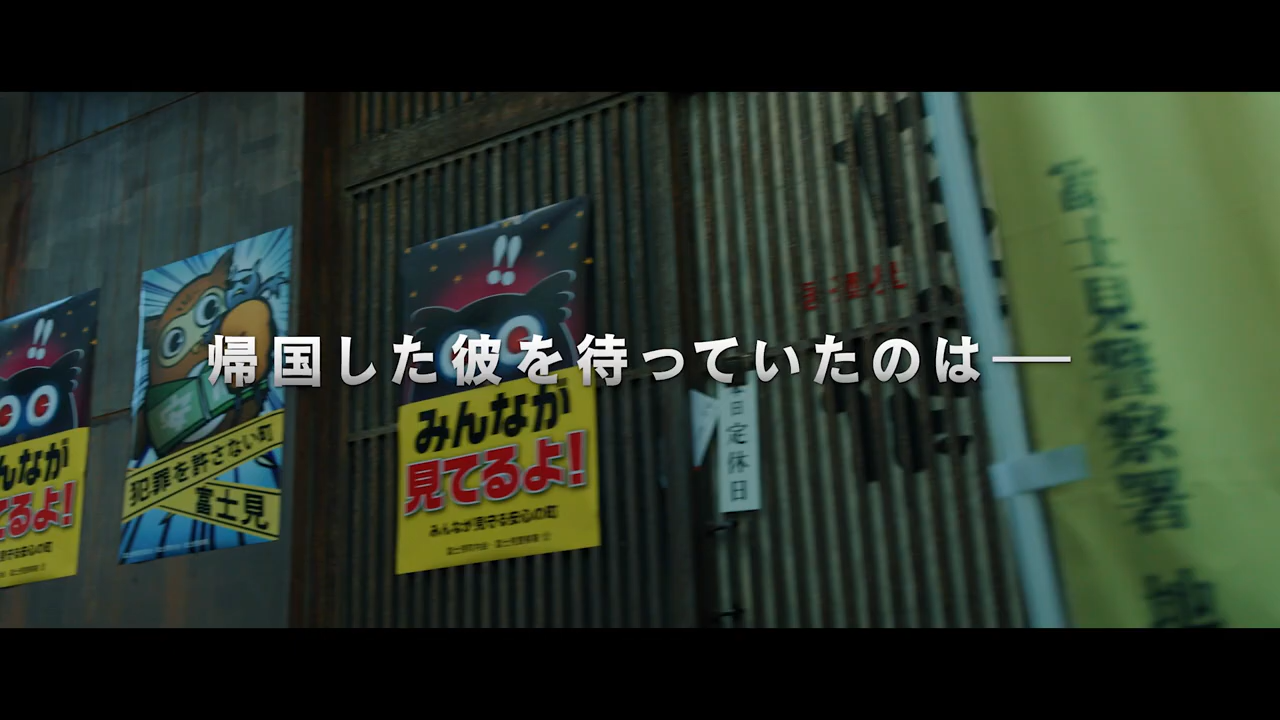 帰国した彼を待っていたのは――
!!
んなが
てるよ!
犯罪を許さない町
富士見
!!
みんなが
見てるよ!
みんなが見守る安心の町
定休日
富士見警察署 地